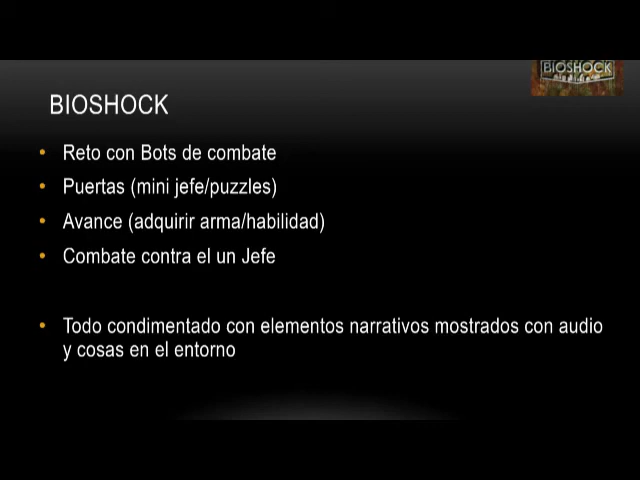 BIOSHOCK
BIOSHOCK
• Reto con Bots de combate
• Puertas (mini jefe/puzzles)
• Avance (adquirir arma/habilidad)
• Combate contra el un Jefe
• Todo condimentado con elementos narrativos mostrados con audio
y cosas en el entorno